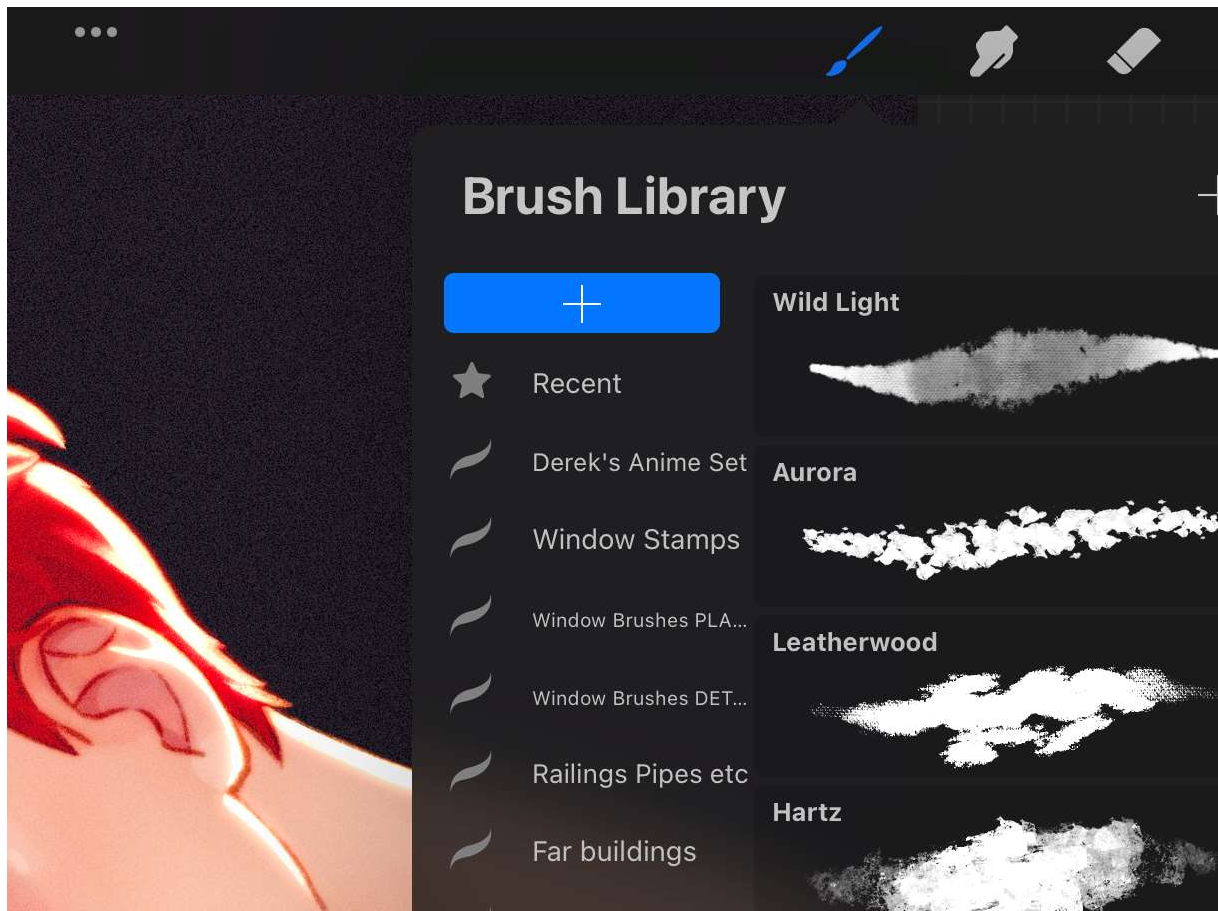 Brush Library
Recent
Derek's Anime Set
Window Stamps
Window Brushes PLA...
Window Brushes DET...
Railings Pipes etc
Far buildings
Wild Light
Aurora
Leatherwood
Hartz